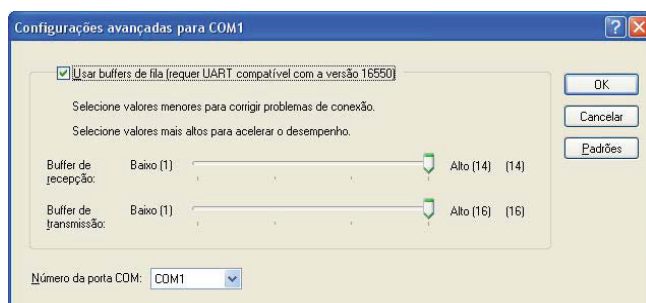 Configurações avançadas para COM1
Usar buffers de fila (requer UART compatível com a versão 16550)
OK
Selecione valores menores para corrigir problemas de conexão.
Cancelar
Selecione valores mais altos para acelerar o desempenho.
Padrões
Buffer de recepção: Baixo (1) Alto (14) (14)
Buffer de transmissão: Baixo (1) Alto (16) (16)
Número da porta COM: COM1